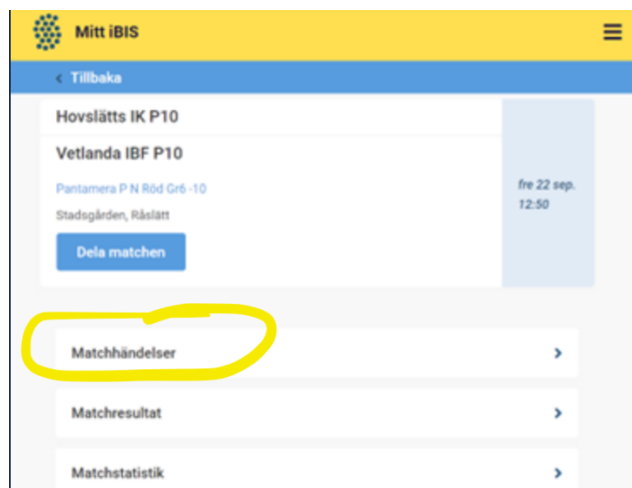 Mitt iBIS
Tillbaka
Hovslätts IK P10
Vetlanda IBF P10
Pantamera P N Röd Gr6 -10
Stadsgården, Råslätt
fre 22 sep.
12:50
Dela matchen
Matchhändelser
Matchresultat
Matchstatistik